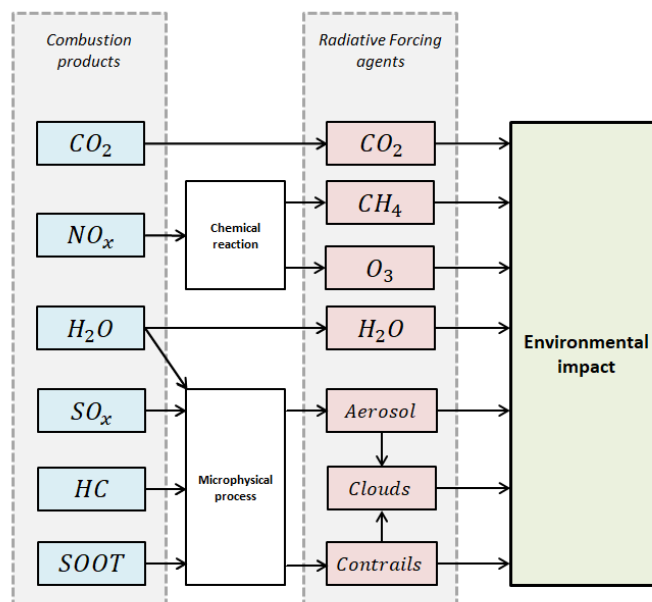 Combustion
products
Radiative Forcing
agents
CO₂
CO₂
CH₄
NOₓ
Chemical
reaction
O₃
H₂O
H₂O
Environmental
impact
SOₓ
Aerosol
Microphysical
process
HC
Clouds
SOOT
Contrails